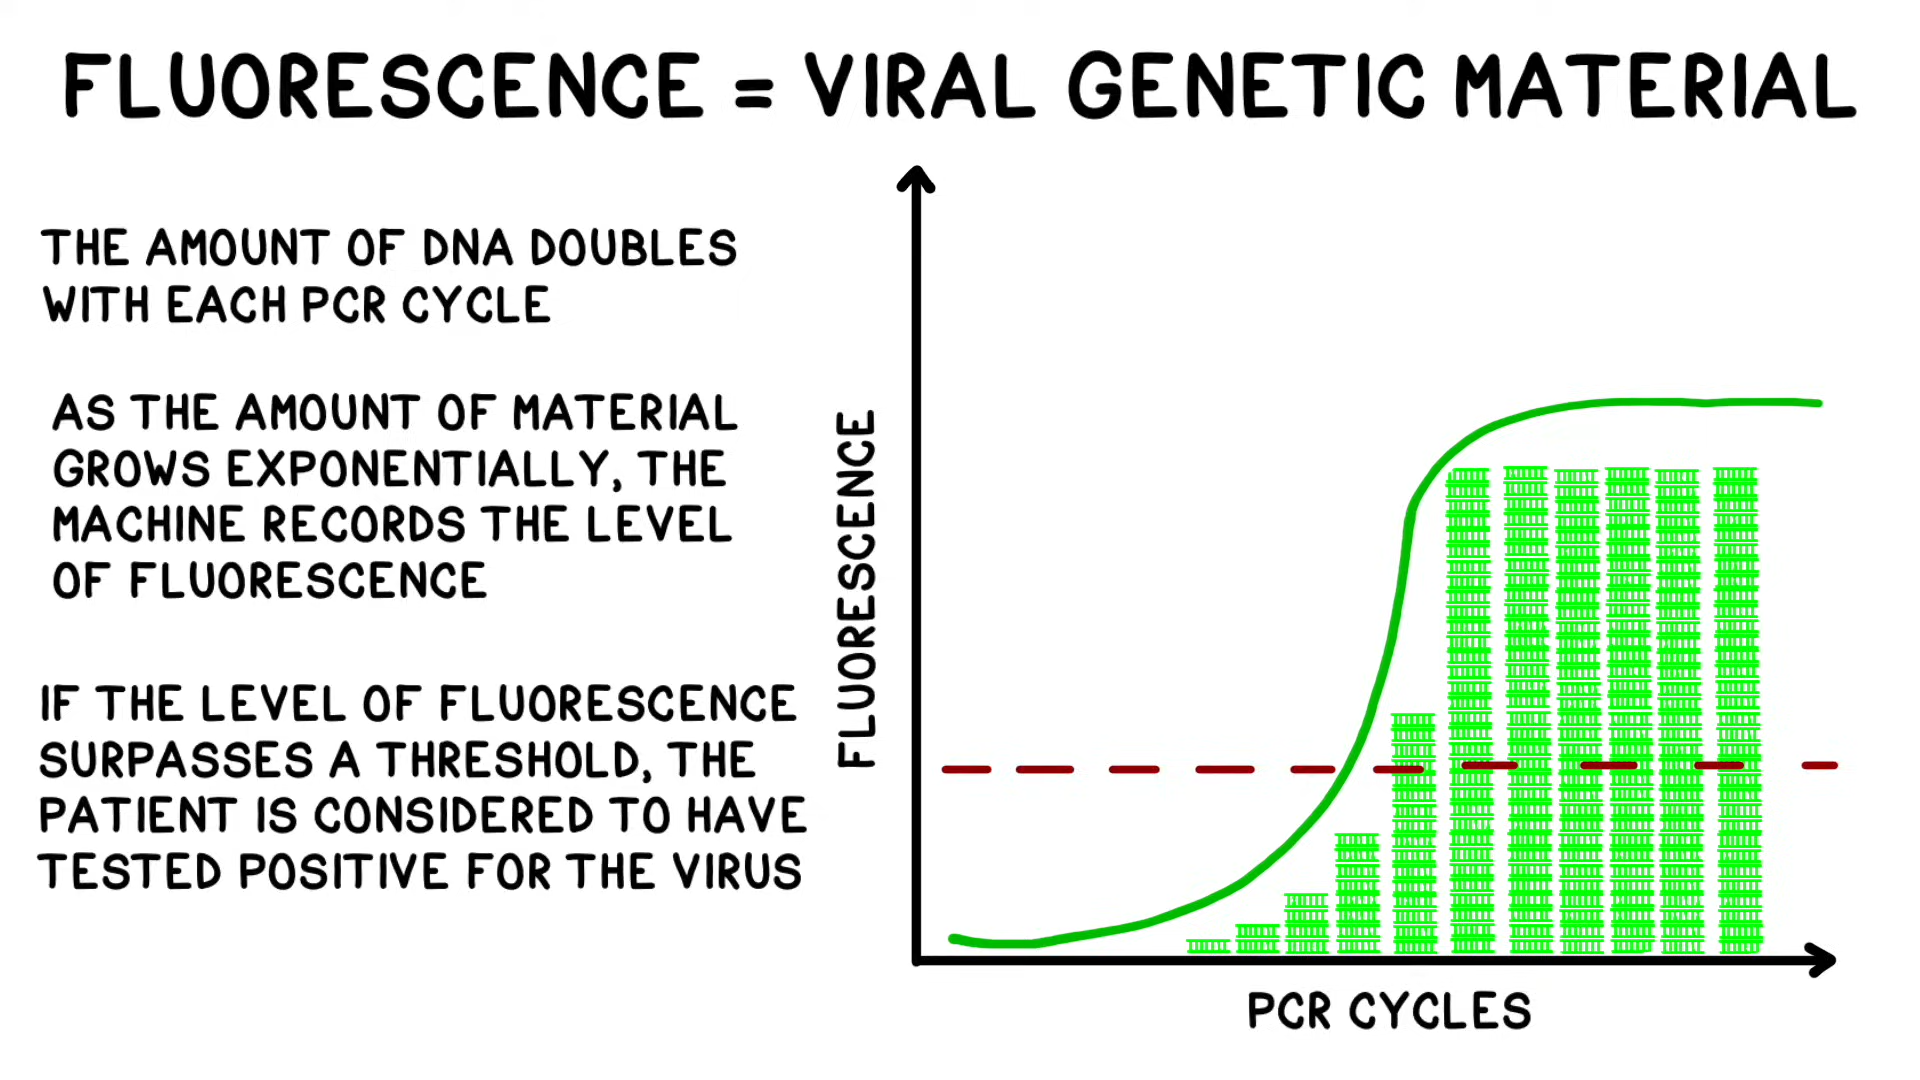 FLUORESCENCE = VIRAL GENETIC MATERIAL
THE AMOUNT OF DNA DOUBLES
WITH EACH PCR CYCLE
AS THE AMOUNT OF MATERIAL
GROWS EXPONENTIALLY, THE
MACHINE RECORDS THE LEVEL
OF FLUORESCENCE
IF THE LEVEL OF FLUORESCENCE
SURPASSES A THRESHOLD, THE
PATIENT IS CONSIDERED TO HAVE
TESTED POSITIVE FOR THE VIRUS
FLUORESCENCE
PCR CYCLES